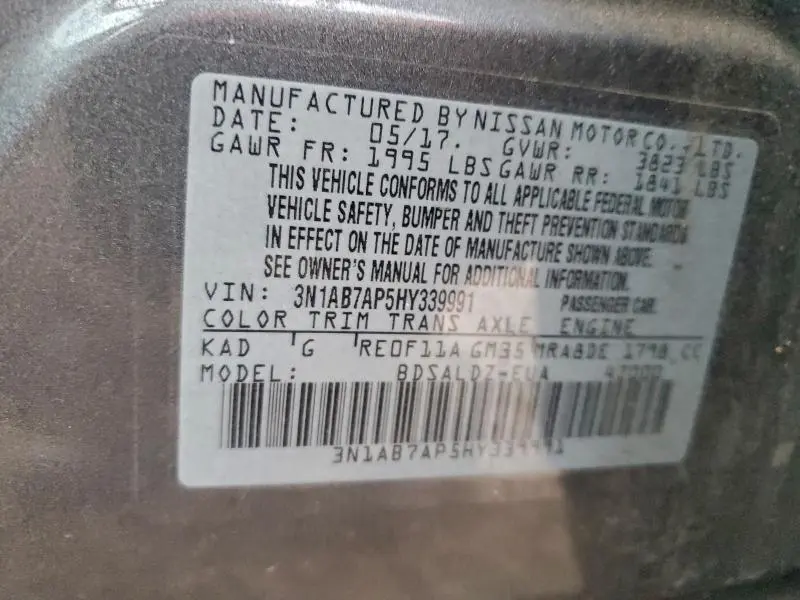 MANUFACTURED BY NISSAN MOTOR CO., LTD.
DATE: 05/17. GVWR: 3823 LBS
GAWR FR: 1995 LBS GAWR RR: 1841 LBS
THIS VEHICLE CONFORMS TO ALL APPLICABLE FEDERAL MOTOR
VEHICLE SAFETY, BUMPER AND THEFT PREVENTION STANDARDS
IN EFFECT ON THE DATE OF MANUFACTURE SHOWN ABOVE.
SEE OWNER'S MANUAL FOR ADDITIONAL INFORMATION.
VIN: 3N1AB7AP5HY339991 PASSENGER CAR.
COLOR TRIM TRANS AXLE ENGINE
KAD G RE0F11A GM35 MRA8DE 1798 CC
MODEL: BDSALDZ-EUA
3N1AB7AP5HY339991